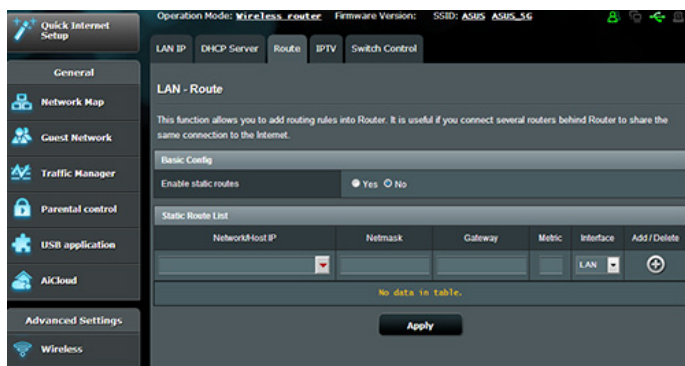 Quick Internet
Setup
Operation Mode: Wireless router Firmware Version: SSID: ASUS ASUS_5G
LAN IP DHCP Server Route IPTV Switch Control
General
Network Map
Guest Network
Traffic Manager
Parental control
USB application
AiCloud
Advanced Settings
Wireless
LAN - Route
This function allows you to add routing rules into Router. It is useful if you connect several routers behind Router to share the
same connection to the Internet.
Basic Config
Enable static routes Yes No
Static Route List
Network/Host IP Netmask Gateway Metric Interface Add / Delete
LAN
No data in table.
Apply